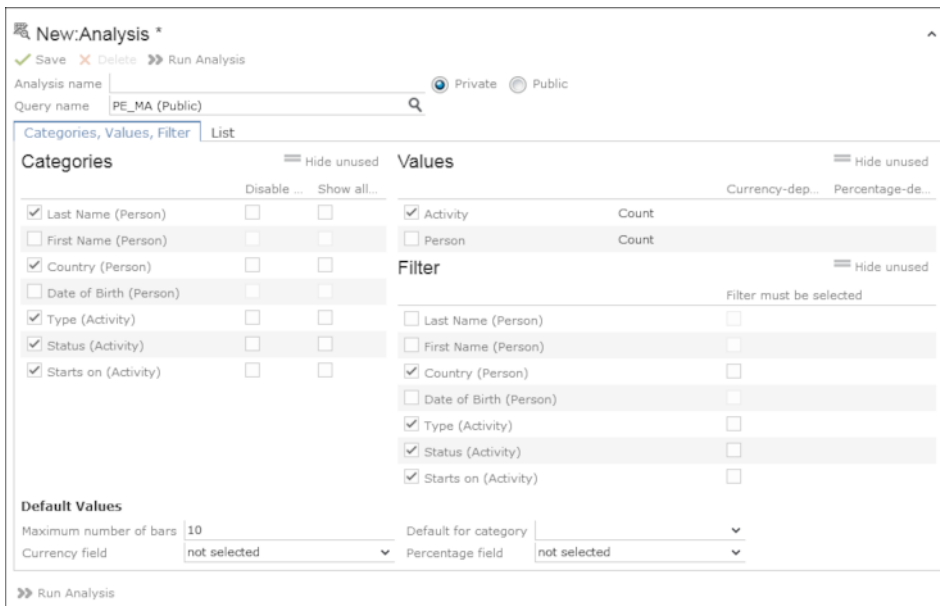 New:Analysis *
Save Delete Run Analysis
Analysis name Private Public
Query name PE_MA (Public)
Categories, Values, Filter List
Categories Hide unused
Disable ... Show all...
Last Name (Person)
First Name (Person)
Country (Person)
Date of Birth (Person)
Type (Activity)
Status (Activity)
Starts on (Activity)
Values Hide unused
Currency-dep... Percentage-de...
Activity Count
Person Count
Filter Hide unused
Filter must be selected
Last Name (Person)
First Name (Person)
Country (Person)
Date of Birth (Person)
Type (Activity)
Status (Activity)
Starts on (Activity)
Default Values
Maximum number of bars 10 Default for category
Currency field not selected Percentage field not selected
Run Analysis